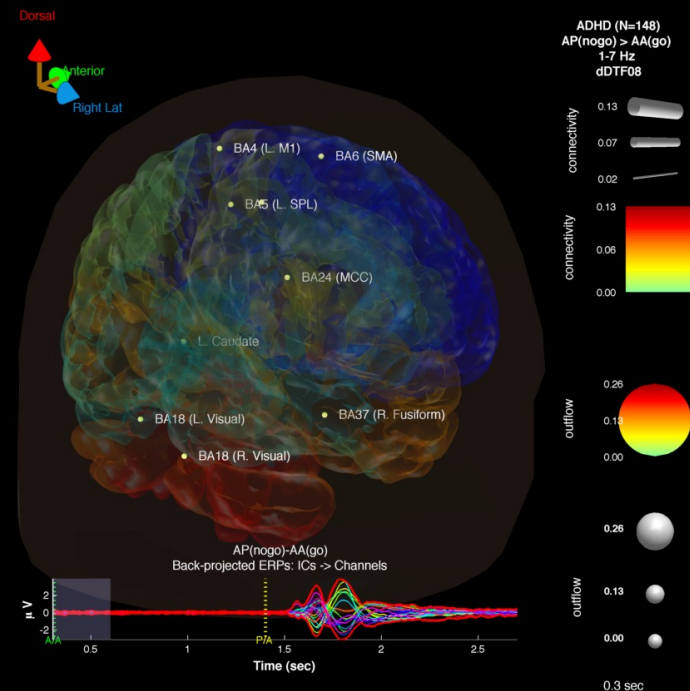 Dorsal
Anterior
Right Lat
ADHD (N=148)
AP(nogo) > AA(go)
1-7 Hz
dDTF08
connectivity
0.13
0.07
0.02
connectivity
0.13
0.06
0.00
outflow
0.26
0.13
0.00
outflow
0.26
0.13
0.00
0.3 sec
BA4 (L. M1)
BA6 (SMA)
BA5 (L. SPL)
BA24 (MCC)
L. Caudate
BA18 (L. Visual)
BA37 (R. Fusiform)
BA18 (R. Visual)
AP(nogo)-AA(go)
Back-projected ERPs: ICs -> Channels
μ V
2
0
-2
A/A
P/A
0.5
1
1.5
2
2.5
Time (sec)